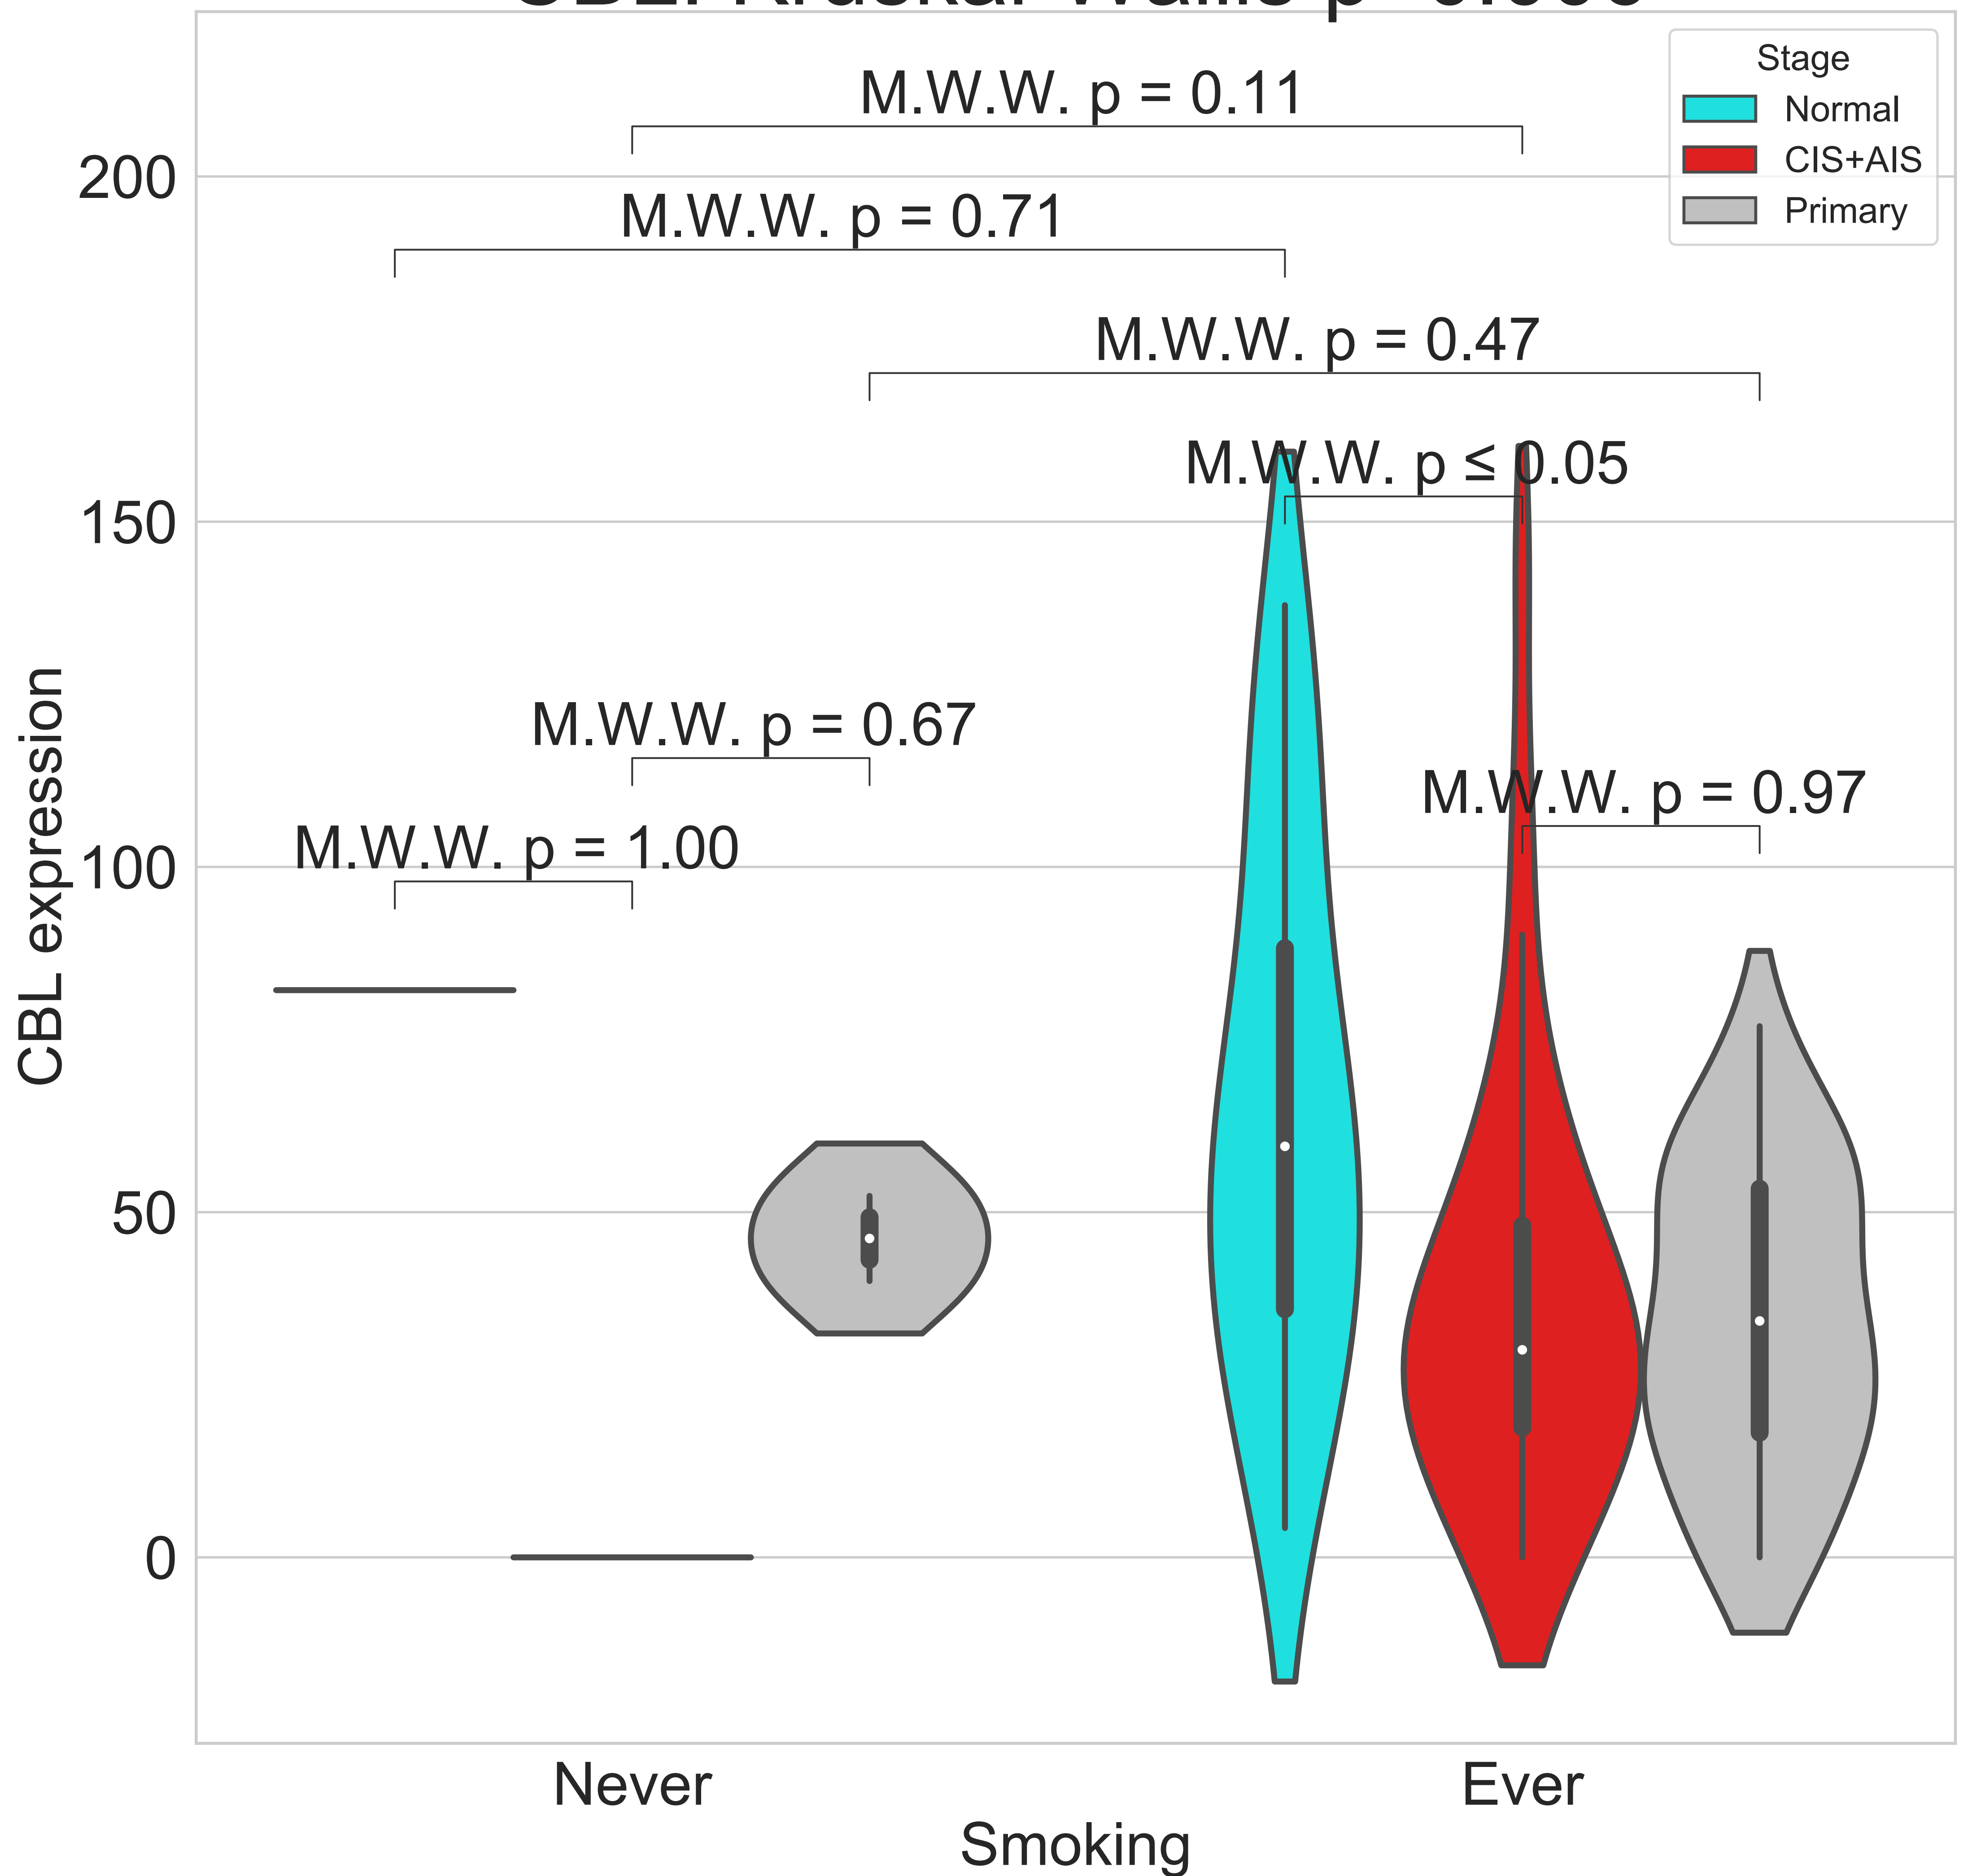 Stage
Normal
CIS+AIS
Primary
M.W.W. p = 0.11
M.W.W. p = 0.71
M.W.W. p = 0.47
M.W.W. p ≤ 0.05
M.W.W. p = 0.67
M.W.W. p = 0.97
M.W.W. p = 1.00
CBL expression
200
150
100
50
0
Never
Ever
Smoking